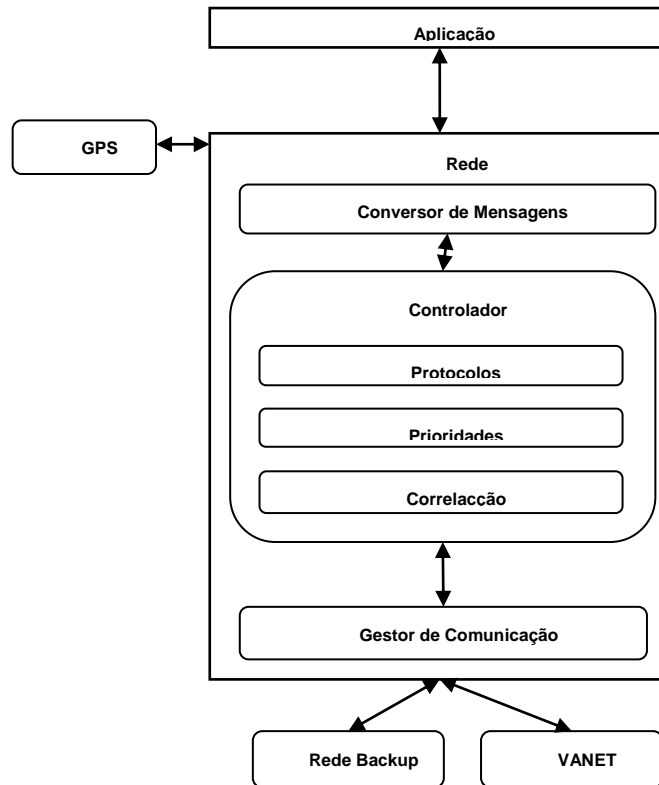 Aplicação
GPS
Rede
Conversor de Mensagens
Controlador
Protocolos
Prioridades
Correlacção
Gestor de Comunicação
Rede Backup
VANET